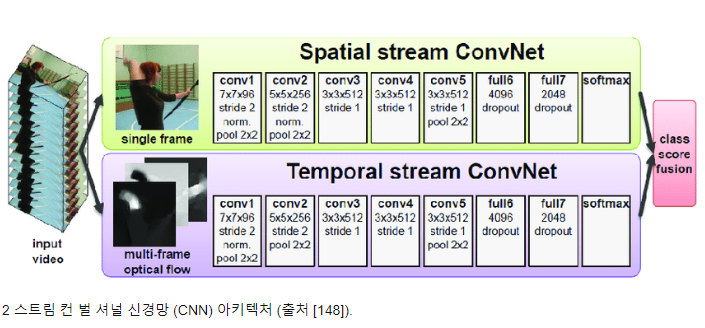 Spatial stream ConvNet
conv1
7x7x96
stride 2
norm.
pool 2x2
conv2
5x5x256
stride 2
norm.
pool 2x2
conv3
3x3x512
stride 1
conv4
3x3x512
stride 1
conv5
3x3x512
stride 1
pool 2x2
full6
4096
dropout
full7
2048
dropout
softmax
single frame
Temporal stream ConvNet
conv1
7x7x96
stride 2
norm.
pool 2x2
conv2
5x5x256
stride 2
pool 2x2
conv3
3x3x512
stride 1
conv4
3x3x512
stride 1
conv5
3x3x512
stride 1
pool 2x2
full6
4096
dropout
full7
2048
dropout
softmax
multi-frame
optical flow
input
video
class
score
fusion
2 스트림 컨 벌 셔널 신경망 (CNN) 아키텍처 (출처 [148]).